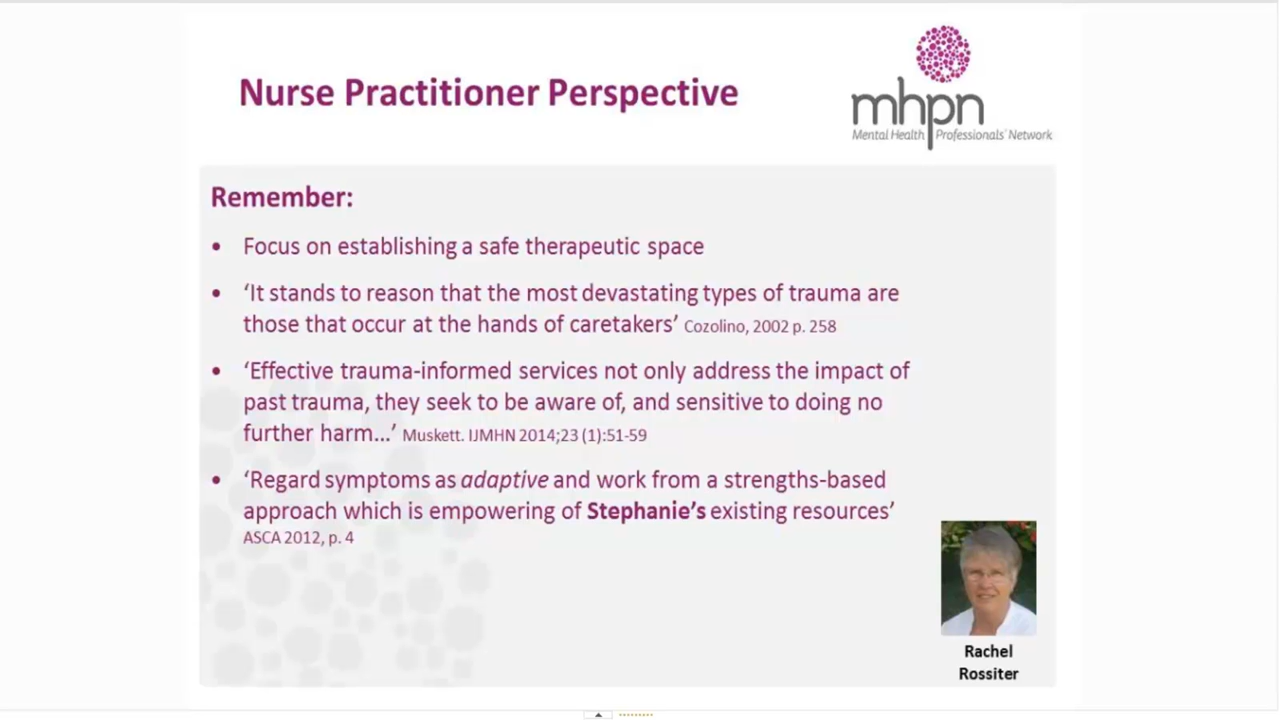 Nurse Practitioner Perspective
mhpn
Mental Health Professionals' Network
Remember:
• Focus on establishing a safe therapeutic space
• ‘It stands to reason that the most devastating types of trauma are
those that occur at the hands of caretakers’ Cozolino, 2002 p. 258
• ‘Effective trauma-informed services not only address the impact of
past trauma, they seek to be aware of, and sensitive to doing no
further harm...’ Muskett. IJMHN 2014;23 (1):51-59
• ‘Regard symptoms as adaptive and work from a strengths-based
approach which is empowering of Stephanie’s existing resources’
ASCA 2012, p. 4
Rachel
Rossiter